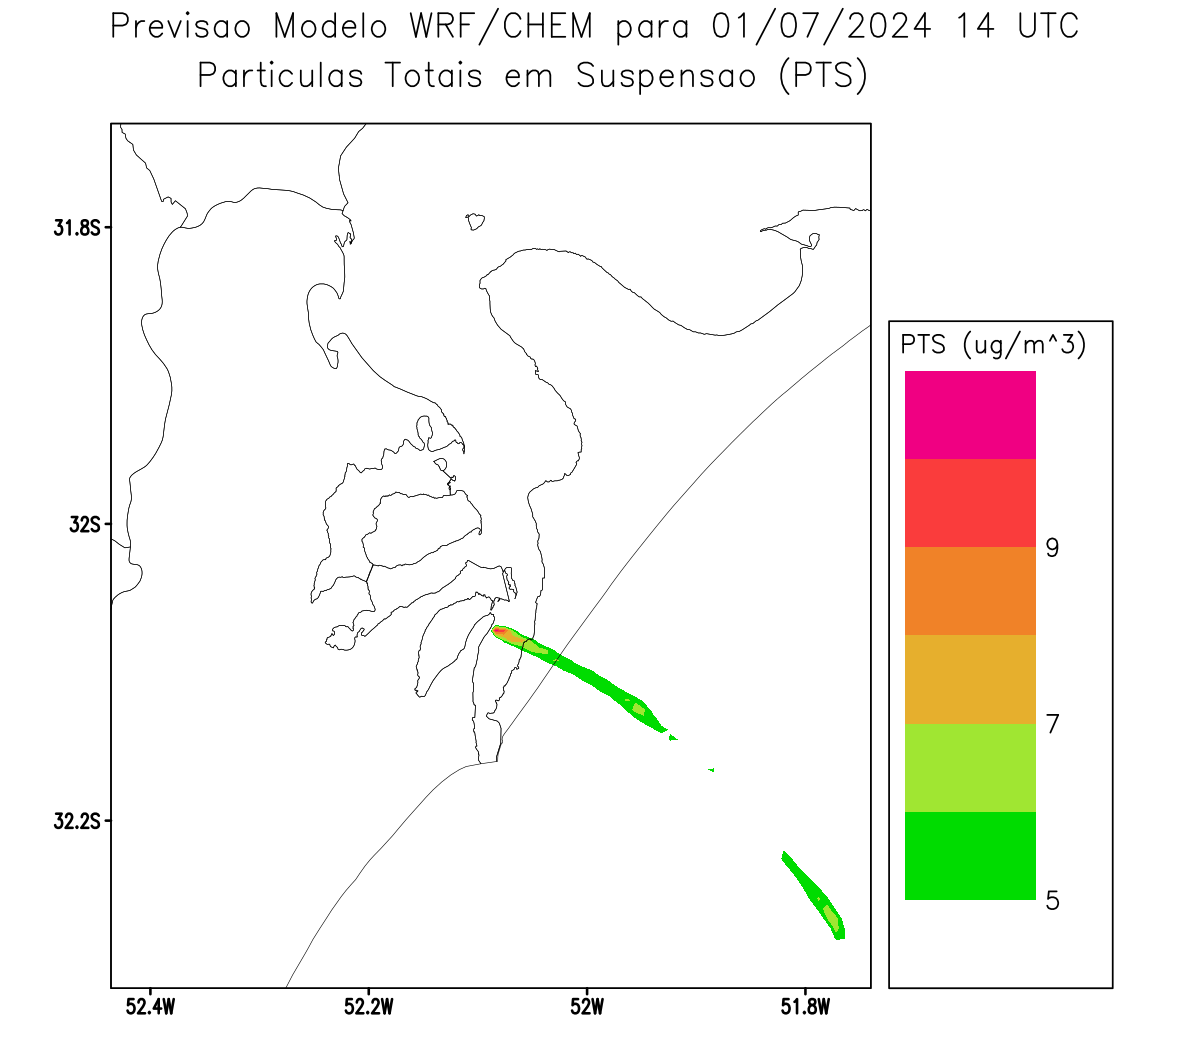 Previsao Modelo WRF/CHEM para 01/07/2024 14 UTC
Particulas Totais em Suspensao (PTS)
31.8S
32S
32.2S
52.4W
52.2W
52W
51.8W
PTS (ug/m^3)
9
7
5